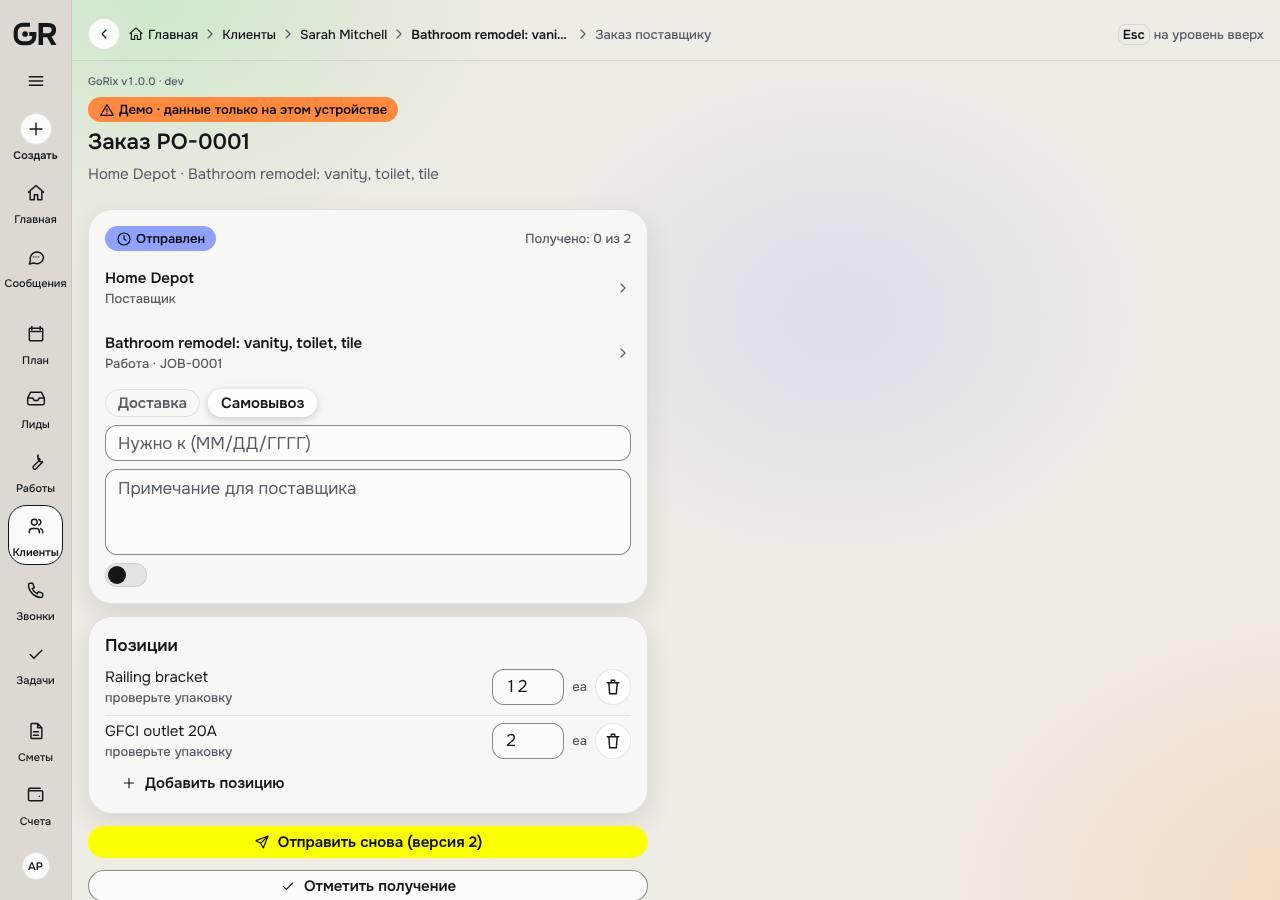 GR
Главная
Клиенты
Sarah Mitchell
Bathroom remodel: vani...
Заказ поставщику
Esc на уровень вверх
GoRix v1.0.0 · dev
Демо · данные только на этом устройстве
Заказ PO-0001
Home Depot · Bathroom remodel: vanity, toilet, tile
Создать
Главная
Сообщения
План
Лиды
Работы
Клиенты
Звонки
Задачи
Сметы
Счета
AP
Отправлен
Получено: 0 из 2
Home Depot
Поставщик
Bathroom remodel: vanity, toilet, tile
Работа · JOB-0001
Доставка
Самовывоз
Нужно к (ММ/ДД/ГГГГ)
Примечание для поставщика
Позиции
Railing bracket
проверьте упаковку
12 ea
GFCI outlet 20A
проверьте упаковку
2 ea
Добавить позицию
Отправить снова (версия 2)
Отметить получение